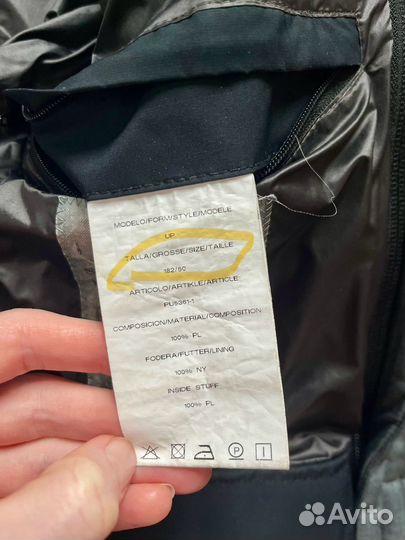 MODELO/FORM/STYLE/MODELE
UP
TALLA/GROSSE/SIZE/TAILLE
182/50
ARTICOLO/ARTIKLE/ARTICLE
PU5361-1
COMPOSICION/MATERIAL/COMPOSITION
100% PL
FODERA/FUTTER/LINING
100% NY
INSIDE STUFF
100% PL
P
Avito